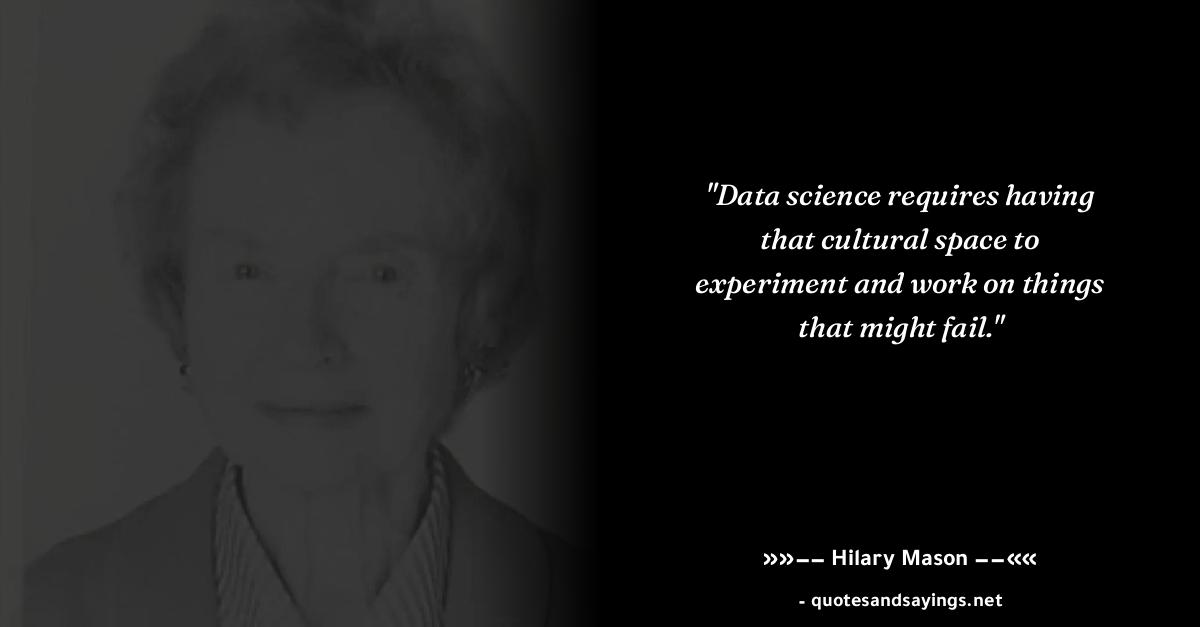 "Data science requires having
that cultural space to
experiment and work on things
that might fail."
»»−− Hilary Mason −−««
- quotesandsayings.net